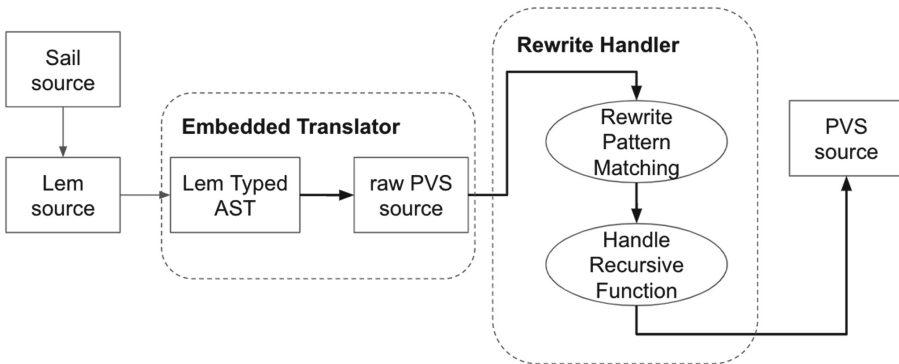 Sail
source
Lem
source
Embedded Translator
Lem Typed
AST
raw PVS
source
Rewrite Handler
Rewrite
Pattern
Matching
Handle
Recursive
Function
PVS
source